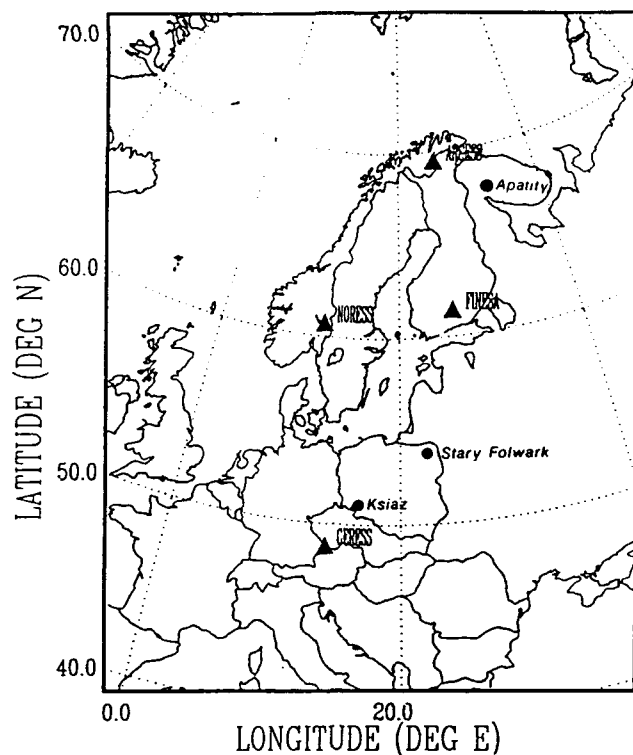 70.0
ARCESS
Apatity
60.0
NORESS
FINESA
LATITUDE (DEG N)
Stary Folwark
50.0
Ksiaz
GERESS
40.0
0.0
20.0
LONGITUDE (DEG E)